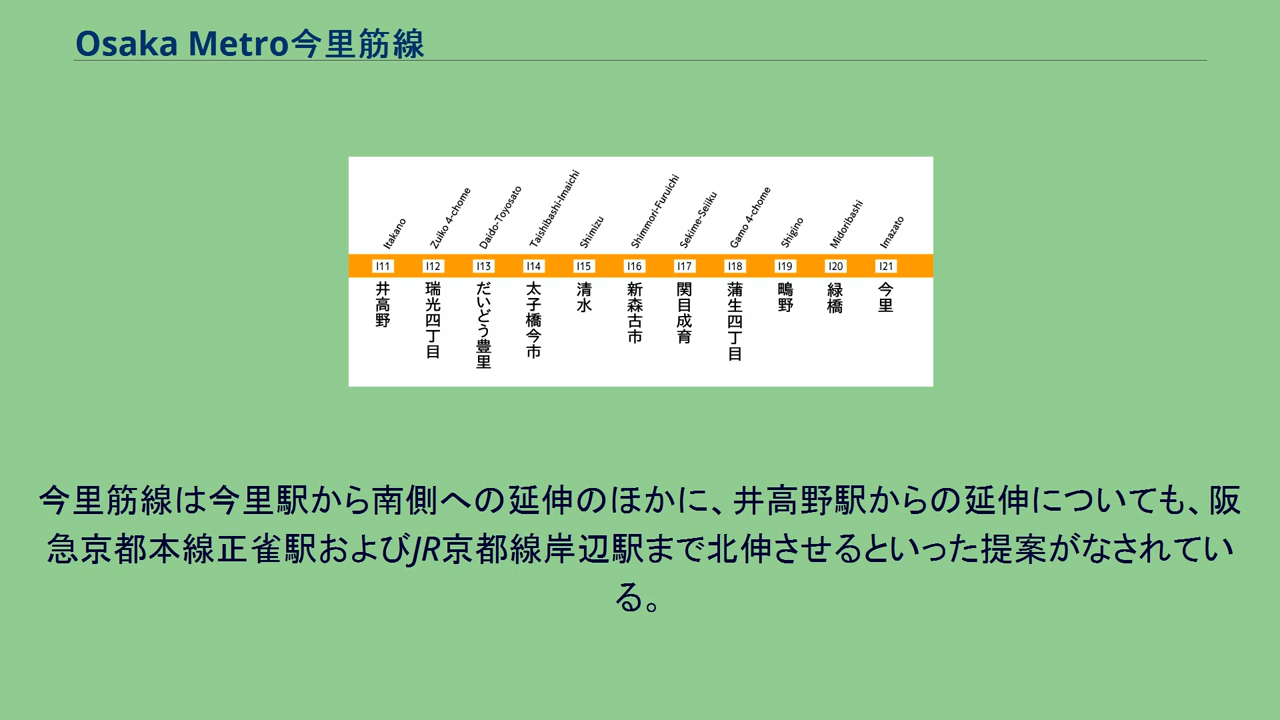 Osaka Metro今里筋線
Itakano
Zuiko 4-chome
Daido-Toyosato
Taishibashi-Imaichi
Shimizu
Shimmori-Furuichi
Sekime-Seiiku
Gamo 4-chome
Shigino
Midoribashi
Imazato
I11 I12 I13 I14 I15 I16 I17 I18 I19 I20 I21
井高野
瑞光四丁目
だいどう豊里
太子橋今市
清水
新森古市
関目成育
蒲生四丁目
鴫野
緑橋
今里
今里筋線は今里駅から南側への延伸のほかに、井高野駅からの延伸についても、阪
急京都本線正雀駅およびJR京都線岸辺駅まで北伸させるといった提案がなされてい
る。